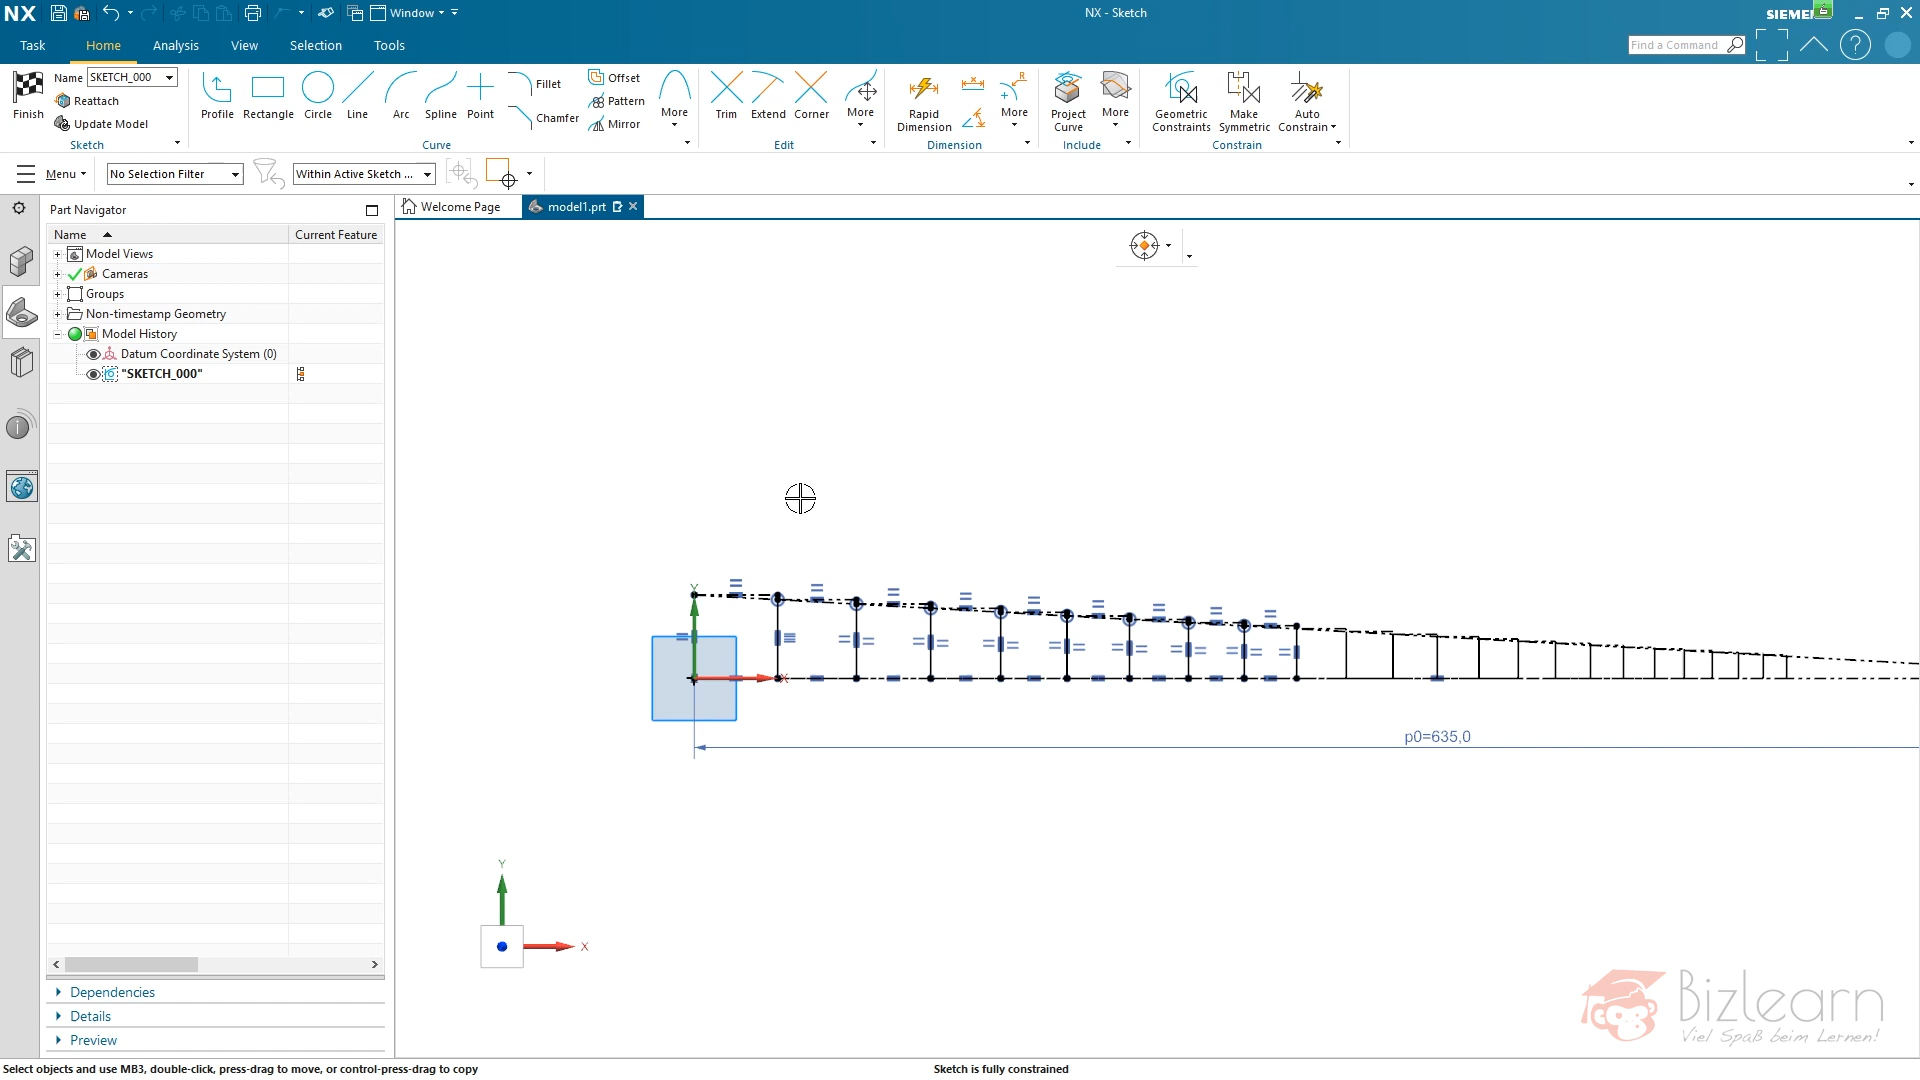 NX
Window
NX - Sketch
Task
Home
Analysis
View
Selection
Tools
Find a Command
Finish
Name
SKETCH_000
Reattach
Update Model
Sketch
Profile
Rectangle
Circle
Line
Arc
Spline
Point
Fillet
Chamfer
Offset
Pattern
Mirror
More
Curve
Trim
Extend
Corner
More
Edit
Rapid
Dimension
More
Dimension
Project
Curve
More
Include
Geometric
Constraints
Make
Symmetric
Auto
Constrain
Constrain
Menu
No Selection Filter
Within Active Sketch ...
Part Navigator
Welcome Page
model1.prt
Name
Current Feature
Model Views
Cameras
Groups
Non-timestamp Geometry
Model History
Datum Coordinate System (0)
"SKETCH_000"
Y
X
p0=635,0
Y
X
Dependencies
Details
Preview
Bizlearn
Viel Spaß beim Lernen!
Select objects and use MB3, double-click, press-drag to move, or control-press-drag to copy
Sketch is fully constrained